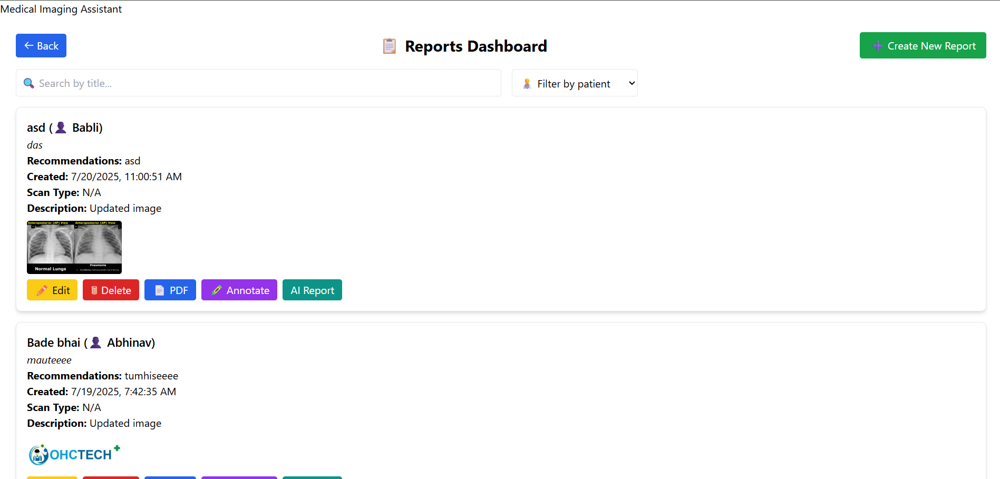 Medical Imaging Assistant
← Back
Reports Dashboard
Create New Report
Search by title...
Filter by patient
asd ( Babli)
das
Recommendations: asd
Created: 7/20/2025, 11:00:51 AM
Scan Type: N/A
Description: Updated image
Anteroposterior (AP) View Anteroposterior (AP) View
Pneumonia
Normal Lungs
Edit Delete PDF Annotate AI Report
Bade bhai ( Abhinav)
mauteeee
Recommendations: tumhiseeee
Created: 7/19/2025, 7:42:35 AM
Scan Type: N/A
Description: Updated image
OHCTECH